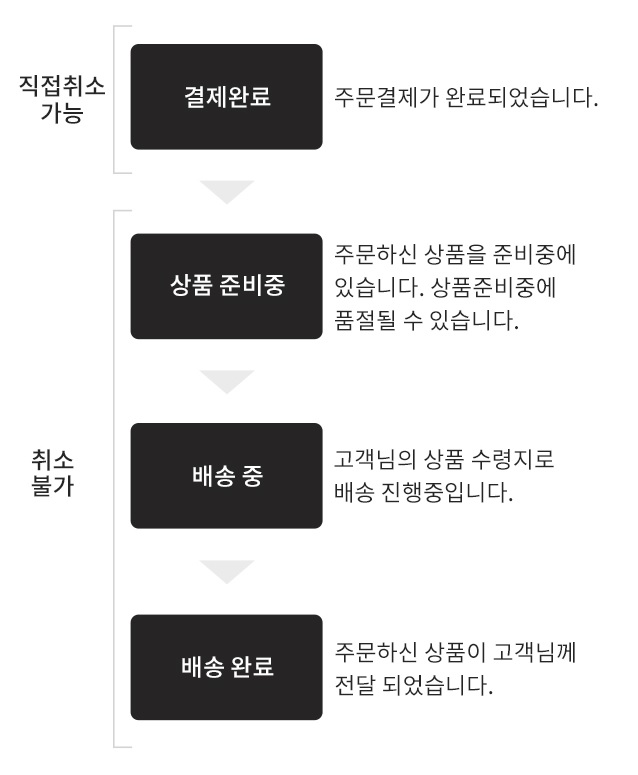 직접취소
가능
결제완료
주문결제가 완료되었습니다.
상품 준비중
주문하신 상품을 준비중에
있습니다. 상품준비중에
품절될 수 있습니다.
취소
불가
배송 중
고객님의 상품 수령지로
배송 진행중입니다.
배송 완료
주문하신 상품이 고객님께
전달 되었습니다.